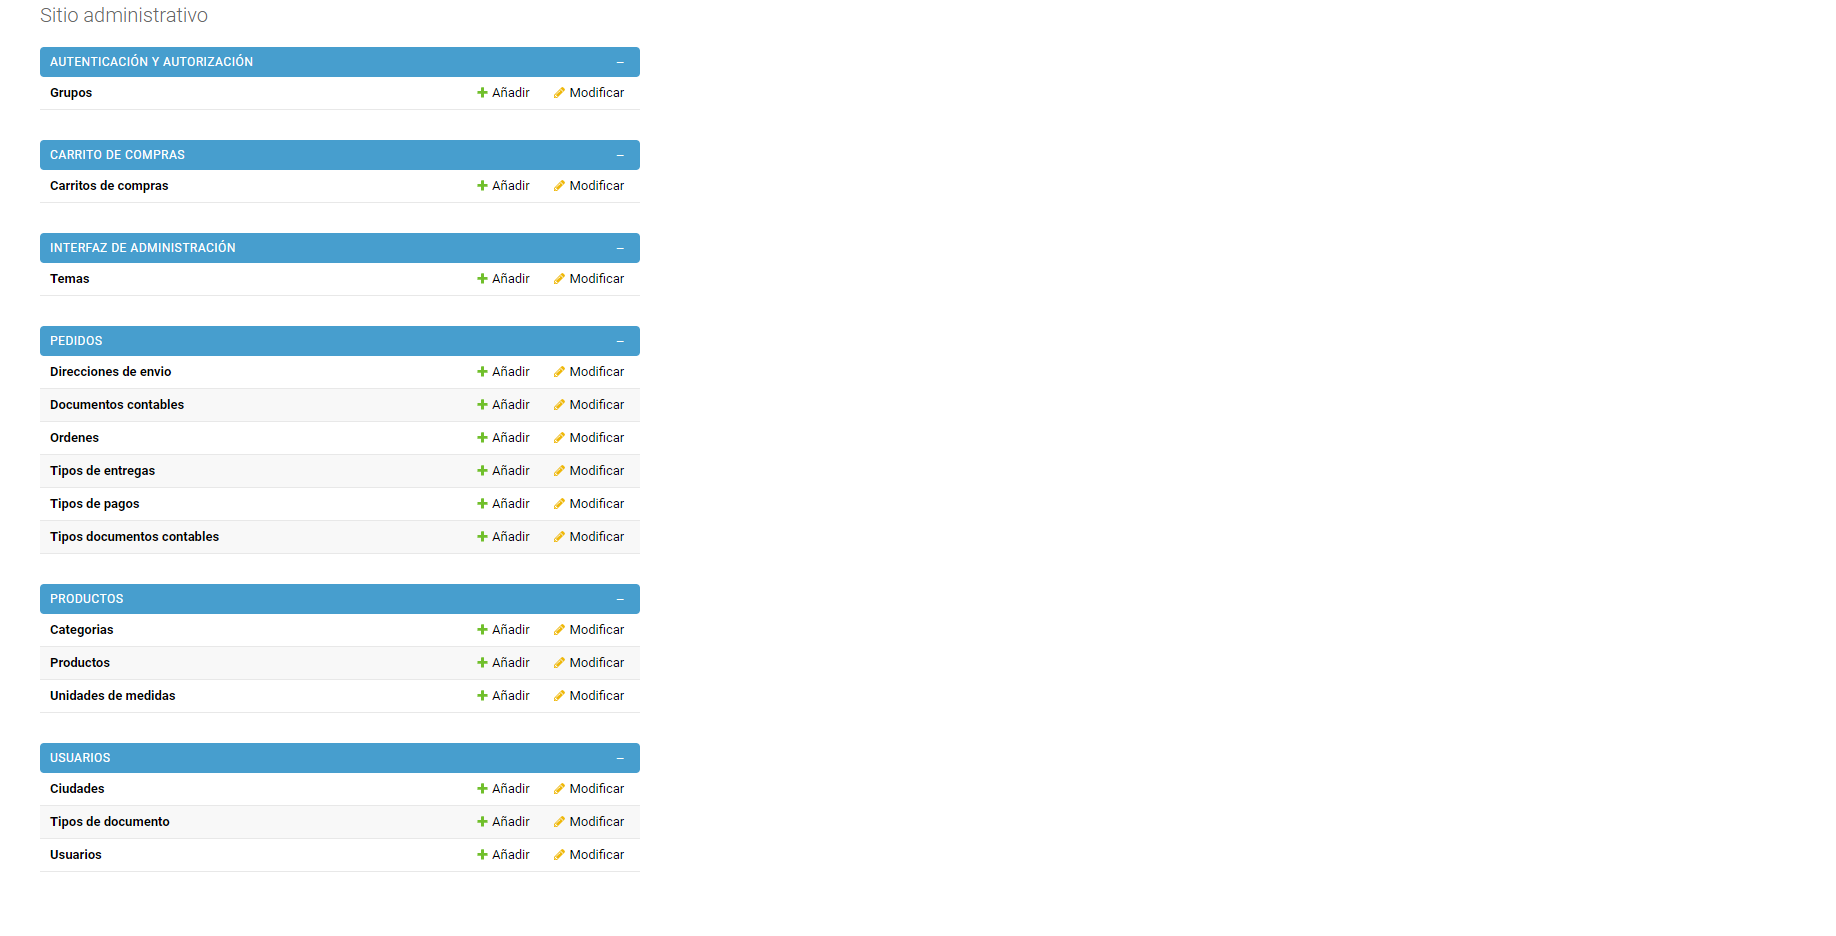 Sitio administrativo
AUTENTICACIÓN Y AUTORIZACIÓN –
Grupos Añadir Modificar
CARRITO DE COMPRAS –
Carritos de compras Añadir Modificar
INTERFAZ DE ADMINISTRACIÓN –
Temas Añadir Modificar
PEDIDOS –
Direcciones de envio Añadir Modificar
Documentos contables Añadir Modificar
Ordenes Añadir Modificar
Tipos de entregas Añadir Modificar
Tipos de pagos Añadir Modificar
Tipos documentos contables Añadir Modificar
PRODUCTOS –
Categorias Añadir Modificar
Productos Añadir Modificar
Unidades de medidas Añadir Modificar
USUARIOS –
Ciudades Añadir Modificar
Tipos de documento Añadir Modificar
Usuarios Añadir Modificar